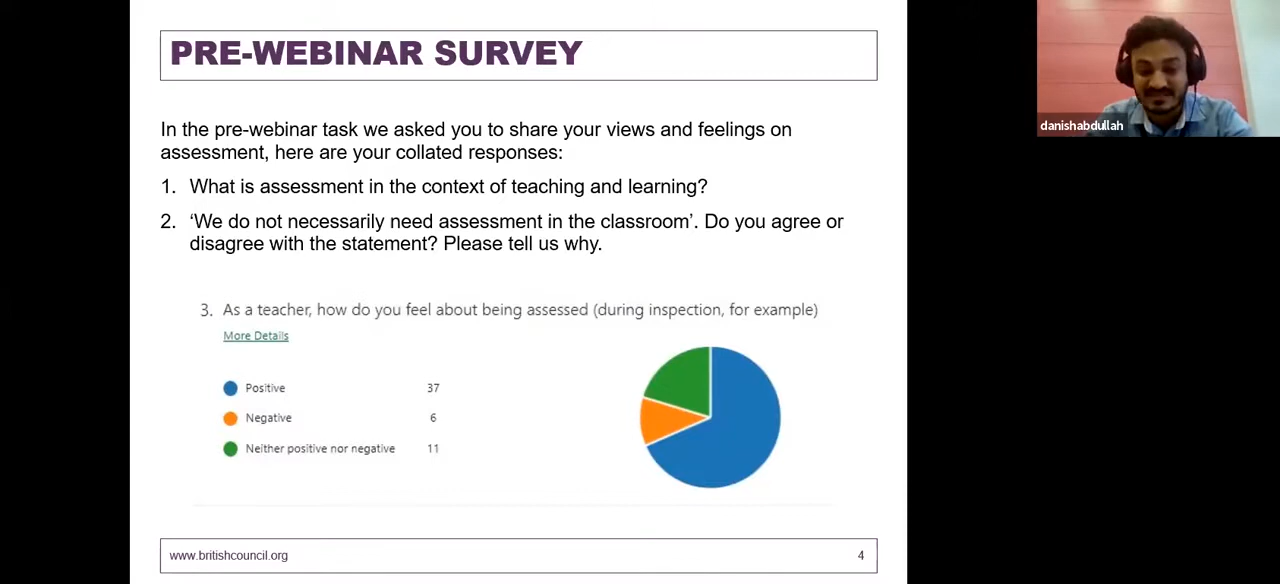 PRE-WEBINAR SURVEY
danishabdullah
In the pre-webinar task we asked you to share your views and feelings on
assessment, here are your collated responses:
1. What is assessment in the context of teaching and learning?
2. ‘We do not necessarily need assessment in the classroom’. Do you agree or
disagree with the statement? Please tell us why.
3. As a teacher, how do you feel about being assessed (during inspection, for example)
More Details
Positive 37
Negative 6
Neither positive nor negative 11
www.britishcouncil.org 4